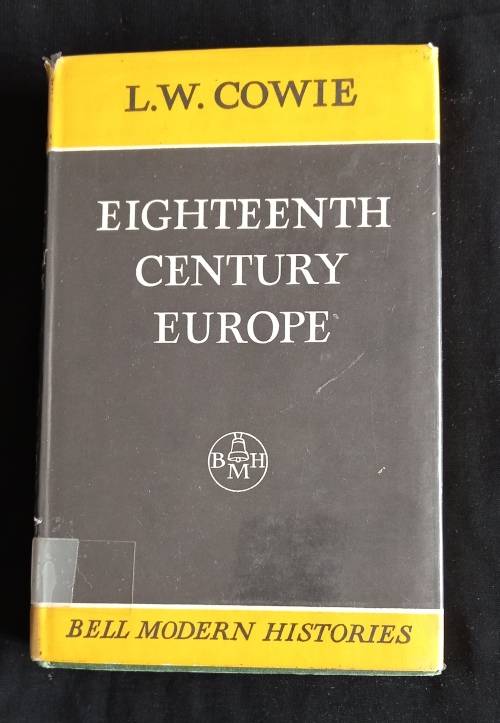 L.W. COWIE
EIGHTEENTH
CENTURY
EUROPE
B H
M
BELL MODERN HISTORIES